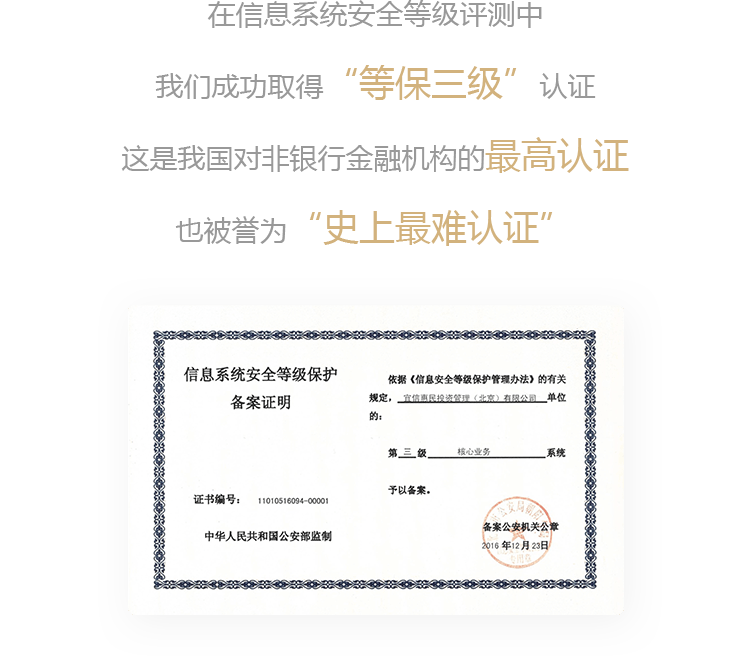 在信息系统安全等级评测中
我们成功取得“等保三级”认证
这是我国对非银行金融机构的最高认证
也被誉为“史上最难认证”
信息系统安全等级保护
备案证明
证书编号： 11010516094-00001
中华人民共和国公安部监制
依据《信息安全等级保护管理办法》的有关
规定， 宜信惠民投资管理（北京）有限公司 单位
的：
第 三 级 核心业务 系统
予以备案。
备案公安机关公章
2016 年12月23日